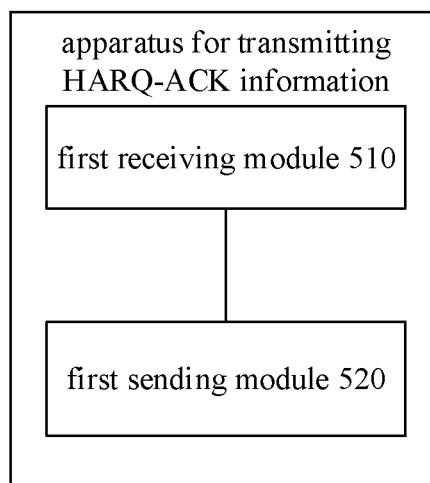 apparatus for transmitting
HARQ-ACK information
first receiving module 510
first sending module 520